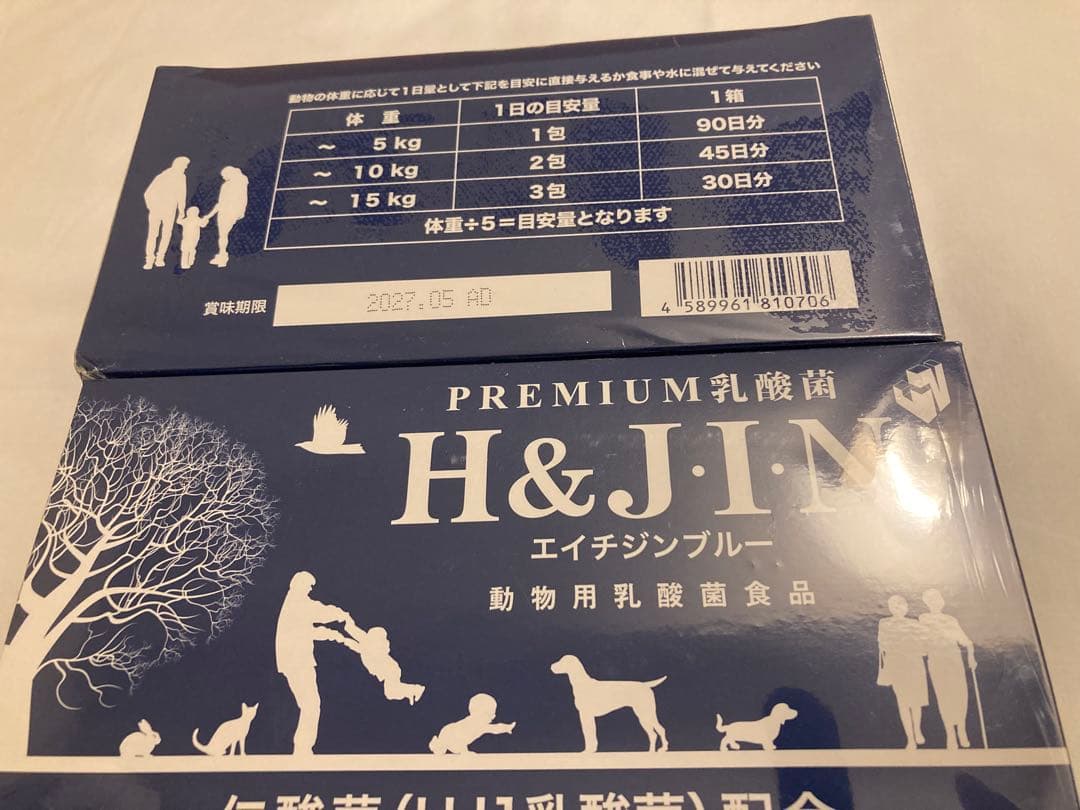 動物の体重に応じて1日量として下記を目安に直接与えるか食事や水に混ぜて与えてください
体 重 1日の目安量 1箱
～ 5 kg 1包 90日分
～ 10 kg 2包 45日分
～ 15 kg 3包 30日分
体重÷5＝目安量となります
賞味期限 2027.05 AD
4 589961 810706
PREMIUM乳酸菌
H&J・I・N
エイチジンブルー
動物用乳酸菌食品
乳酸菌)配合